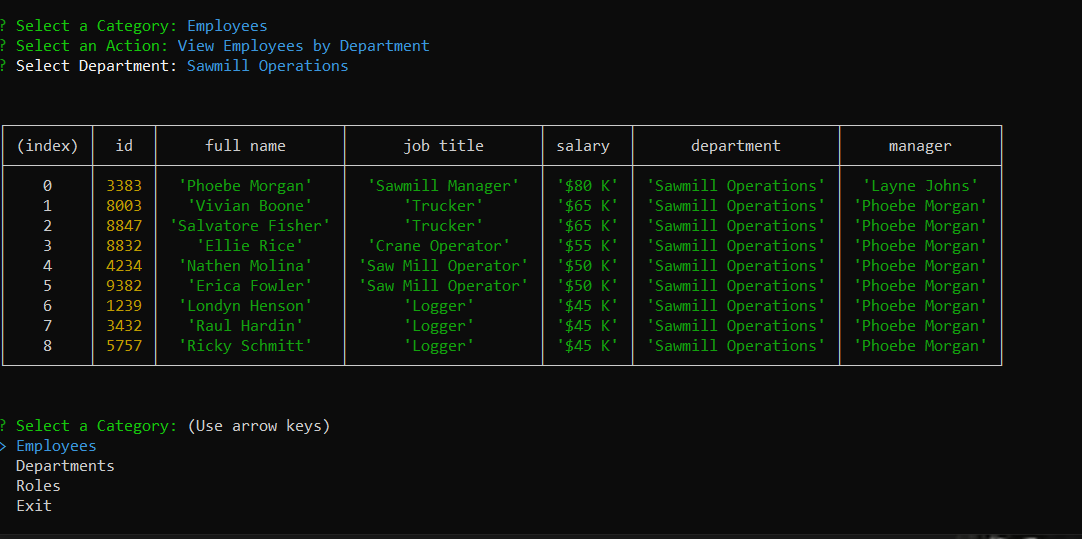 ? Select a Category: Employees
? Select an Action: View Employees by Department
? Select Department: Sawmill Operations
(index) id full name job title salary department manager
0 3383 'Phoebe Morgan' 'Sawmill Manager' '$80 K' 'Sawmill Operations' 'Layne Johns'
1 8003 'Vivian Boone' 'Trucker' '$65 K' 'Sawmill Operations' 'Phoebe Morgan'
2 8847 'Salvatore Fisher' 'Trucker' '$65 K' 'Sawmill Operations' 'Phoebe Morgan'
3 8832 'Ellie Rice' 'Crane Operator' '$55 K' 'Sawmill Operations' 'Phoebe Morgan'
4 4234 'Nathen Molina' 'Saw Mill Operator' '$50 K' 'Sawmill Operations' 'Phoebe Morgan'
5 9382 'Erica Fowler' 'Saw Mill Operator' '$50 K' 'Sawmill Operations' 'Phoebe Morgan'
6 1239 'Londyn Henson' 'Logger' '$45 K' 'Sawmill Operations' 'Phoebe Morgan'
7 3432 'Raul Hardin' 'Logger' '$45 K' 'Sawmill Operations' 'Phoebe Morgan'
8 5757 'Ricky Schmitt' 'Logger' '$45 K' 'Sawmill Operations' 'Phoebe Morgan'
? Select a Category: (Use arrow keys)
> Employees
Departments
Roles
Exit